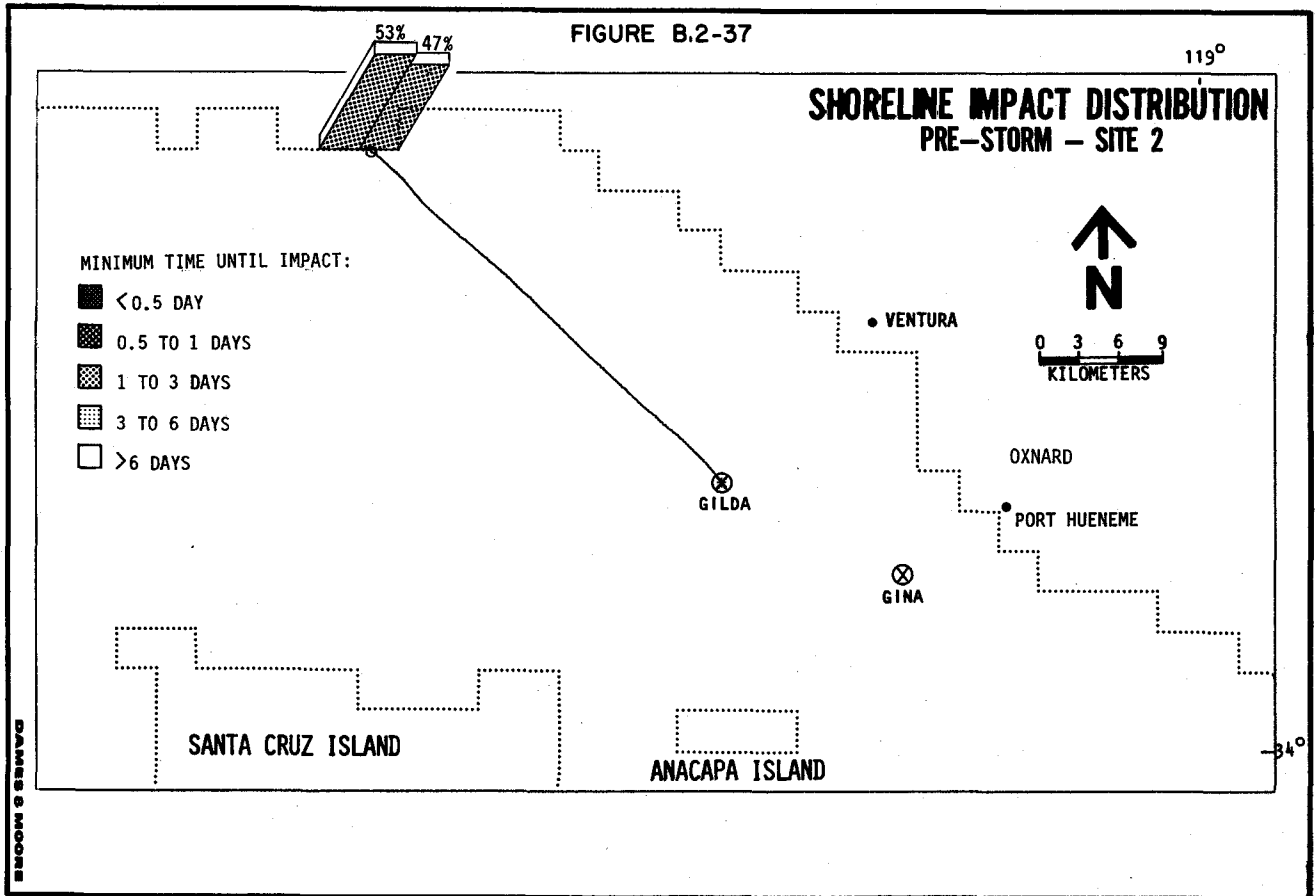 FIGURE B.2-37
53%
47%
119°
SHORELINE IMPACT DISTRIBUTION
PRE-STORM – SITE 2
MINIMUM TIME UNTIL IMPACT:
<0.5 DAY
0.5 TO 1 DAYS
1 TO 3 DAYS
3 TO 6 DAYS
>6 DAYS
N
0 3 6 9
KILOMETERS
VENTURA
OXNARD
PORT HUENEME
GILDA
GINA
SANTA CRUZ ISLAND
ANACAPA ISLAND
34°
DAMES & MOORE